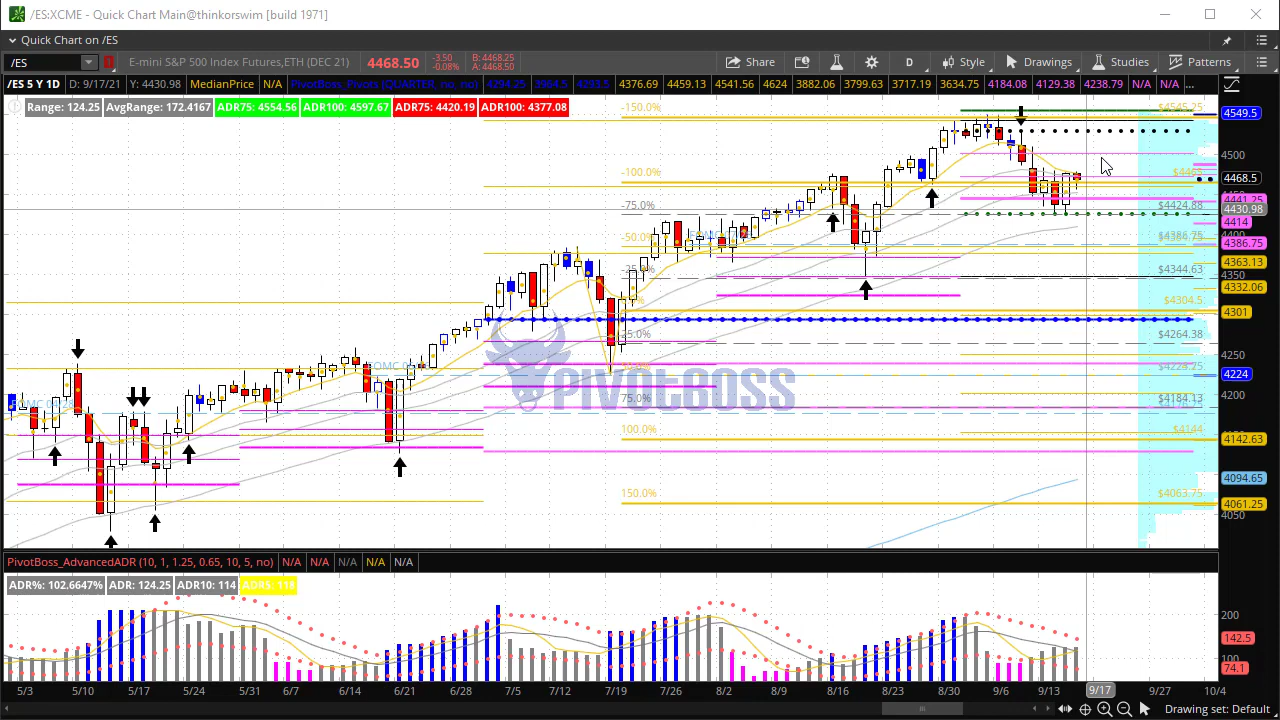 /ES:XCME - Quick Chart Main@thinkorswim [build 1971]
Quick Chart on /ES
/ES
E-mini S&P 500 Index Futures,ETH (DEC 21)
4468.50
-3.50
-0.08%
B: 4468.25
A: 4468.50
Share
D
Style
Drawings
Studies
Patterns
/ES 5 Y 1D
D: 9/17/21
Y: 4430.98
MedianPrice
N/A
PivotBoss_Pivots (QUARTER, no, no)
4294.25
3964.5
4293.5
4376.69
4459.13
4541.56
4624
3882.06
3799.63
3717.19
3634.75
4184.08
4129.38
4238.79
N/A
N/A
...
Range: 124.25
AvgRange: 172.4167
ADR75: 4554.56
ADR100: 4597.67
ADR75: 4420.19
ADR100: 4377.08
-150.0%
$4545.25
4549.5
4500
-100.0%
4468.5
-75.0%
$4424.88
4430.98
4414
-50.0%
4400
4386.75
4363.13
$4344.63
4350
4332.06
$4304.5
4301
25.0%
$4264.38
4250
$4224.25
4224
75.0%
$4184.13
4200
100.0%
$4144
4142.63
4094.65
150.0%
$4063.75
4061.25
4050
PIVOTBOSS
PivotBoss_AdvancedADR (10, 1, 1.25, 0.65, 10, 5, no)
N/A
N/A
N/A
N/A
N/A
ADR%: 102.6647%
ADR: 124.25
ADR10: 114
ADR5: 118
200
142.5
100
74.1
5/3
5/10
5/17
5/24
5/31
6/7
6/14
6/21
6/28
7/5
7/12
7/19
7/26
8/2
8/9
8/16
8/23
8/30
9/6
9/13
9/17
9/27
10/4
Drawing set: Default